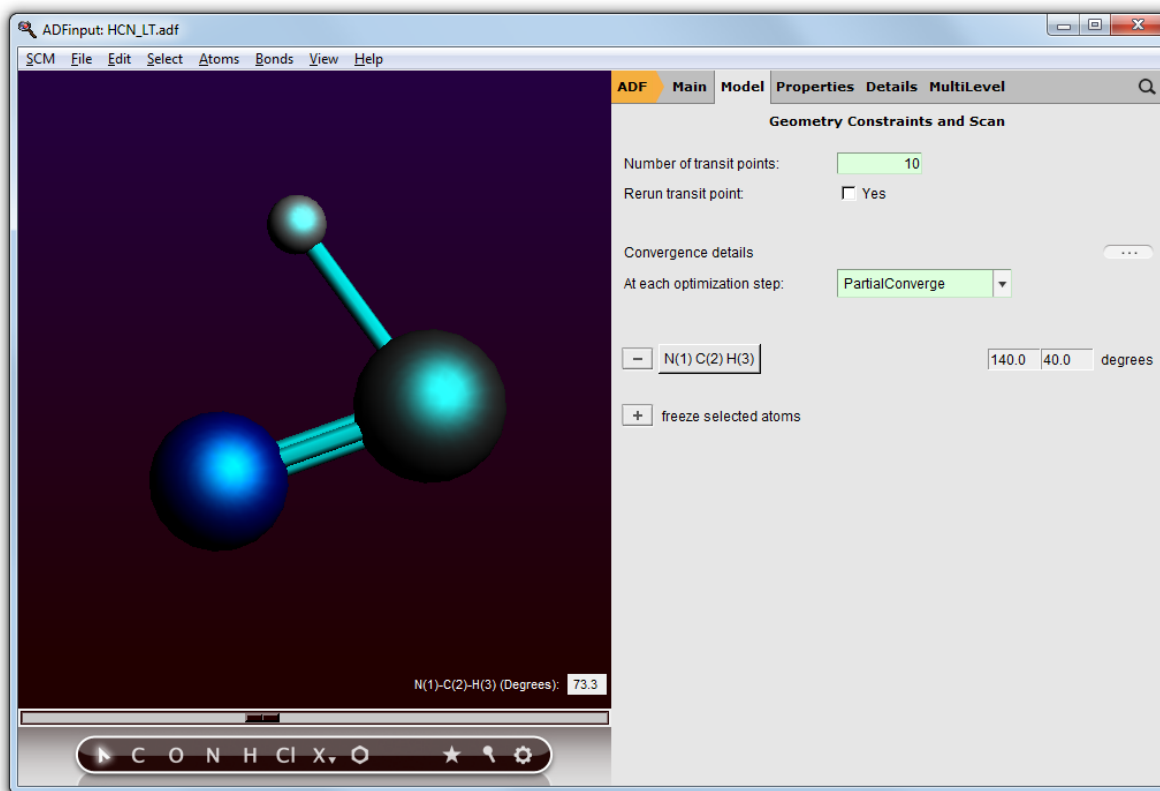 ADFinput: HCN_LT.adf
SCM File Edit Select Atoms Bonds View Help
ADF Main Model Properties Details MultiLevel
Geometry Constraints and Scan
Number of transit points: 10
Rerun transit point: Yes
Convergence details ...
At each optimization step: PartialConverge
− N(1) C(2) H(3) 140.0 40.0 degrees
+ freeze selected atoms
N(1)-C(2)-H(3) (Degrees): 73.3
C O N H Cl X